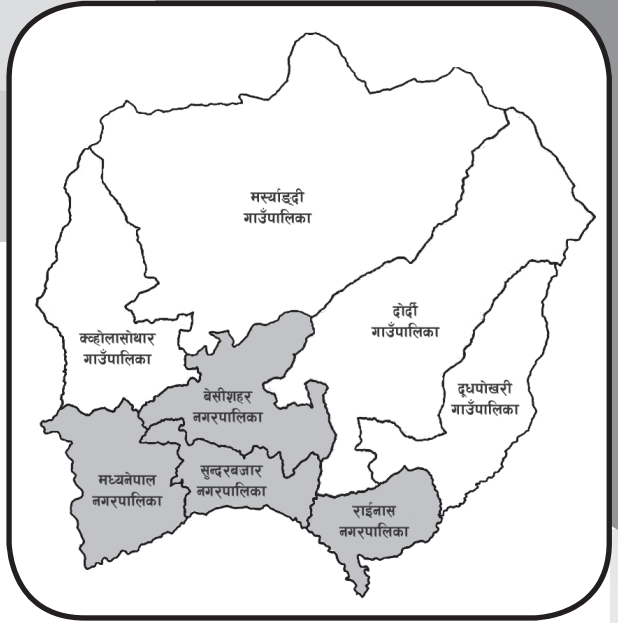 मर्स्याङ्दी
गाउँपालिका
दोर्दी
गाउँपालिका
क्व्होलासोथार
गाउँपालिका
दूधपोखरी
गाउँपालिका
बेसीशहर
नगरपालिका
मध्यनेपाल
नगरपालिका
सुन्दरबजार
नगरपालिका
राईनास
नगरपालिका